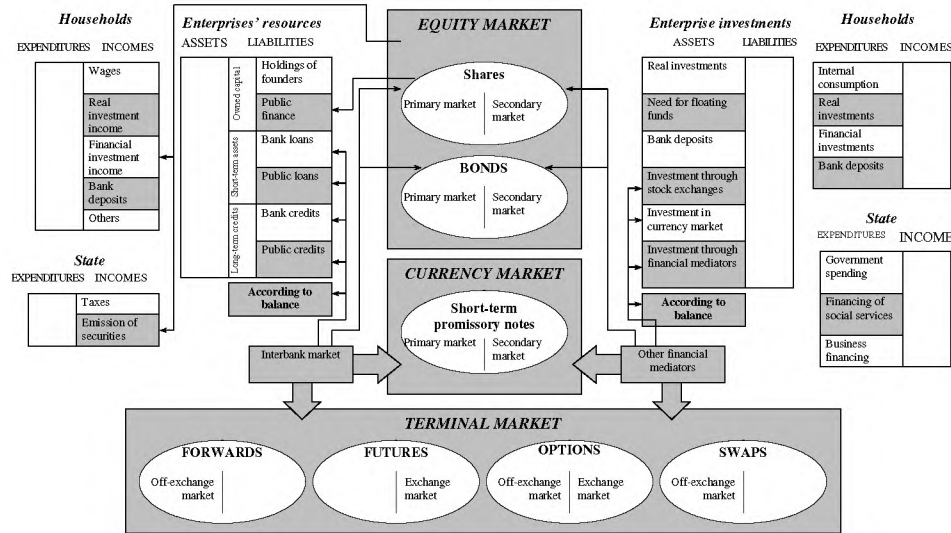 Households
EXPENDITURES INCOMES
Wages
Real
investment
income
Financial
investment
income
Bank
deposits
Others
State
EXPENDITURES INCOMES
Taxes
Emission of
securities
Enterprises' resources
ASSETS LIABILITIES
Owned capital
Holdings of
founders
Public
finance
Short-term assets
Bank loans
Public loans
Long-term credits
Bank credits
Public credits
According to
balance
Interbank market
EQUITY MARKET
Shares
Primary market
Secondary
market
BONDS
Primary market
Secondary
market
CURRENCY MARKET
Short-term
promissory notes
Primary market
Secondary
market
Enterprise investments
ASSETS LIABILITIES
Real investments
Need for floating
funds
Bank deposits
Investment through
stock exchanges
Investment in
currency market
Investment through
financial mediators
According to
balance
Other financial
mediators
Households
EXPENDITURES INCOMES
Internal
consumption
Real
investments
Financial
investments
Bank deposits
State
EXPENDITURES INCOME
Government
spending
Financing of
social services
Business
financing
TERMINAL MARKET
FORWARDS
Off-exchange
market
FUTURES
Exchange
market
OPTIONS
Off-exchange
market
Exchange
market
SWAPS
Off-exchange
market